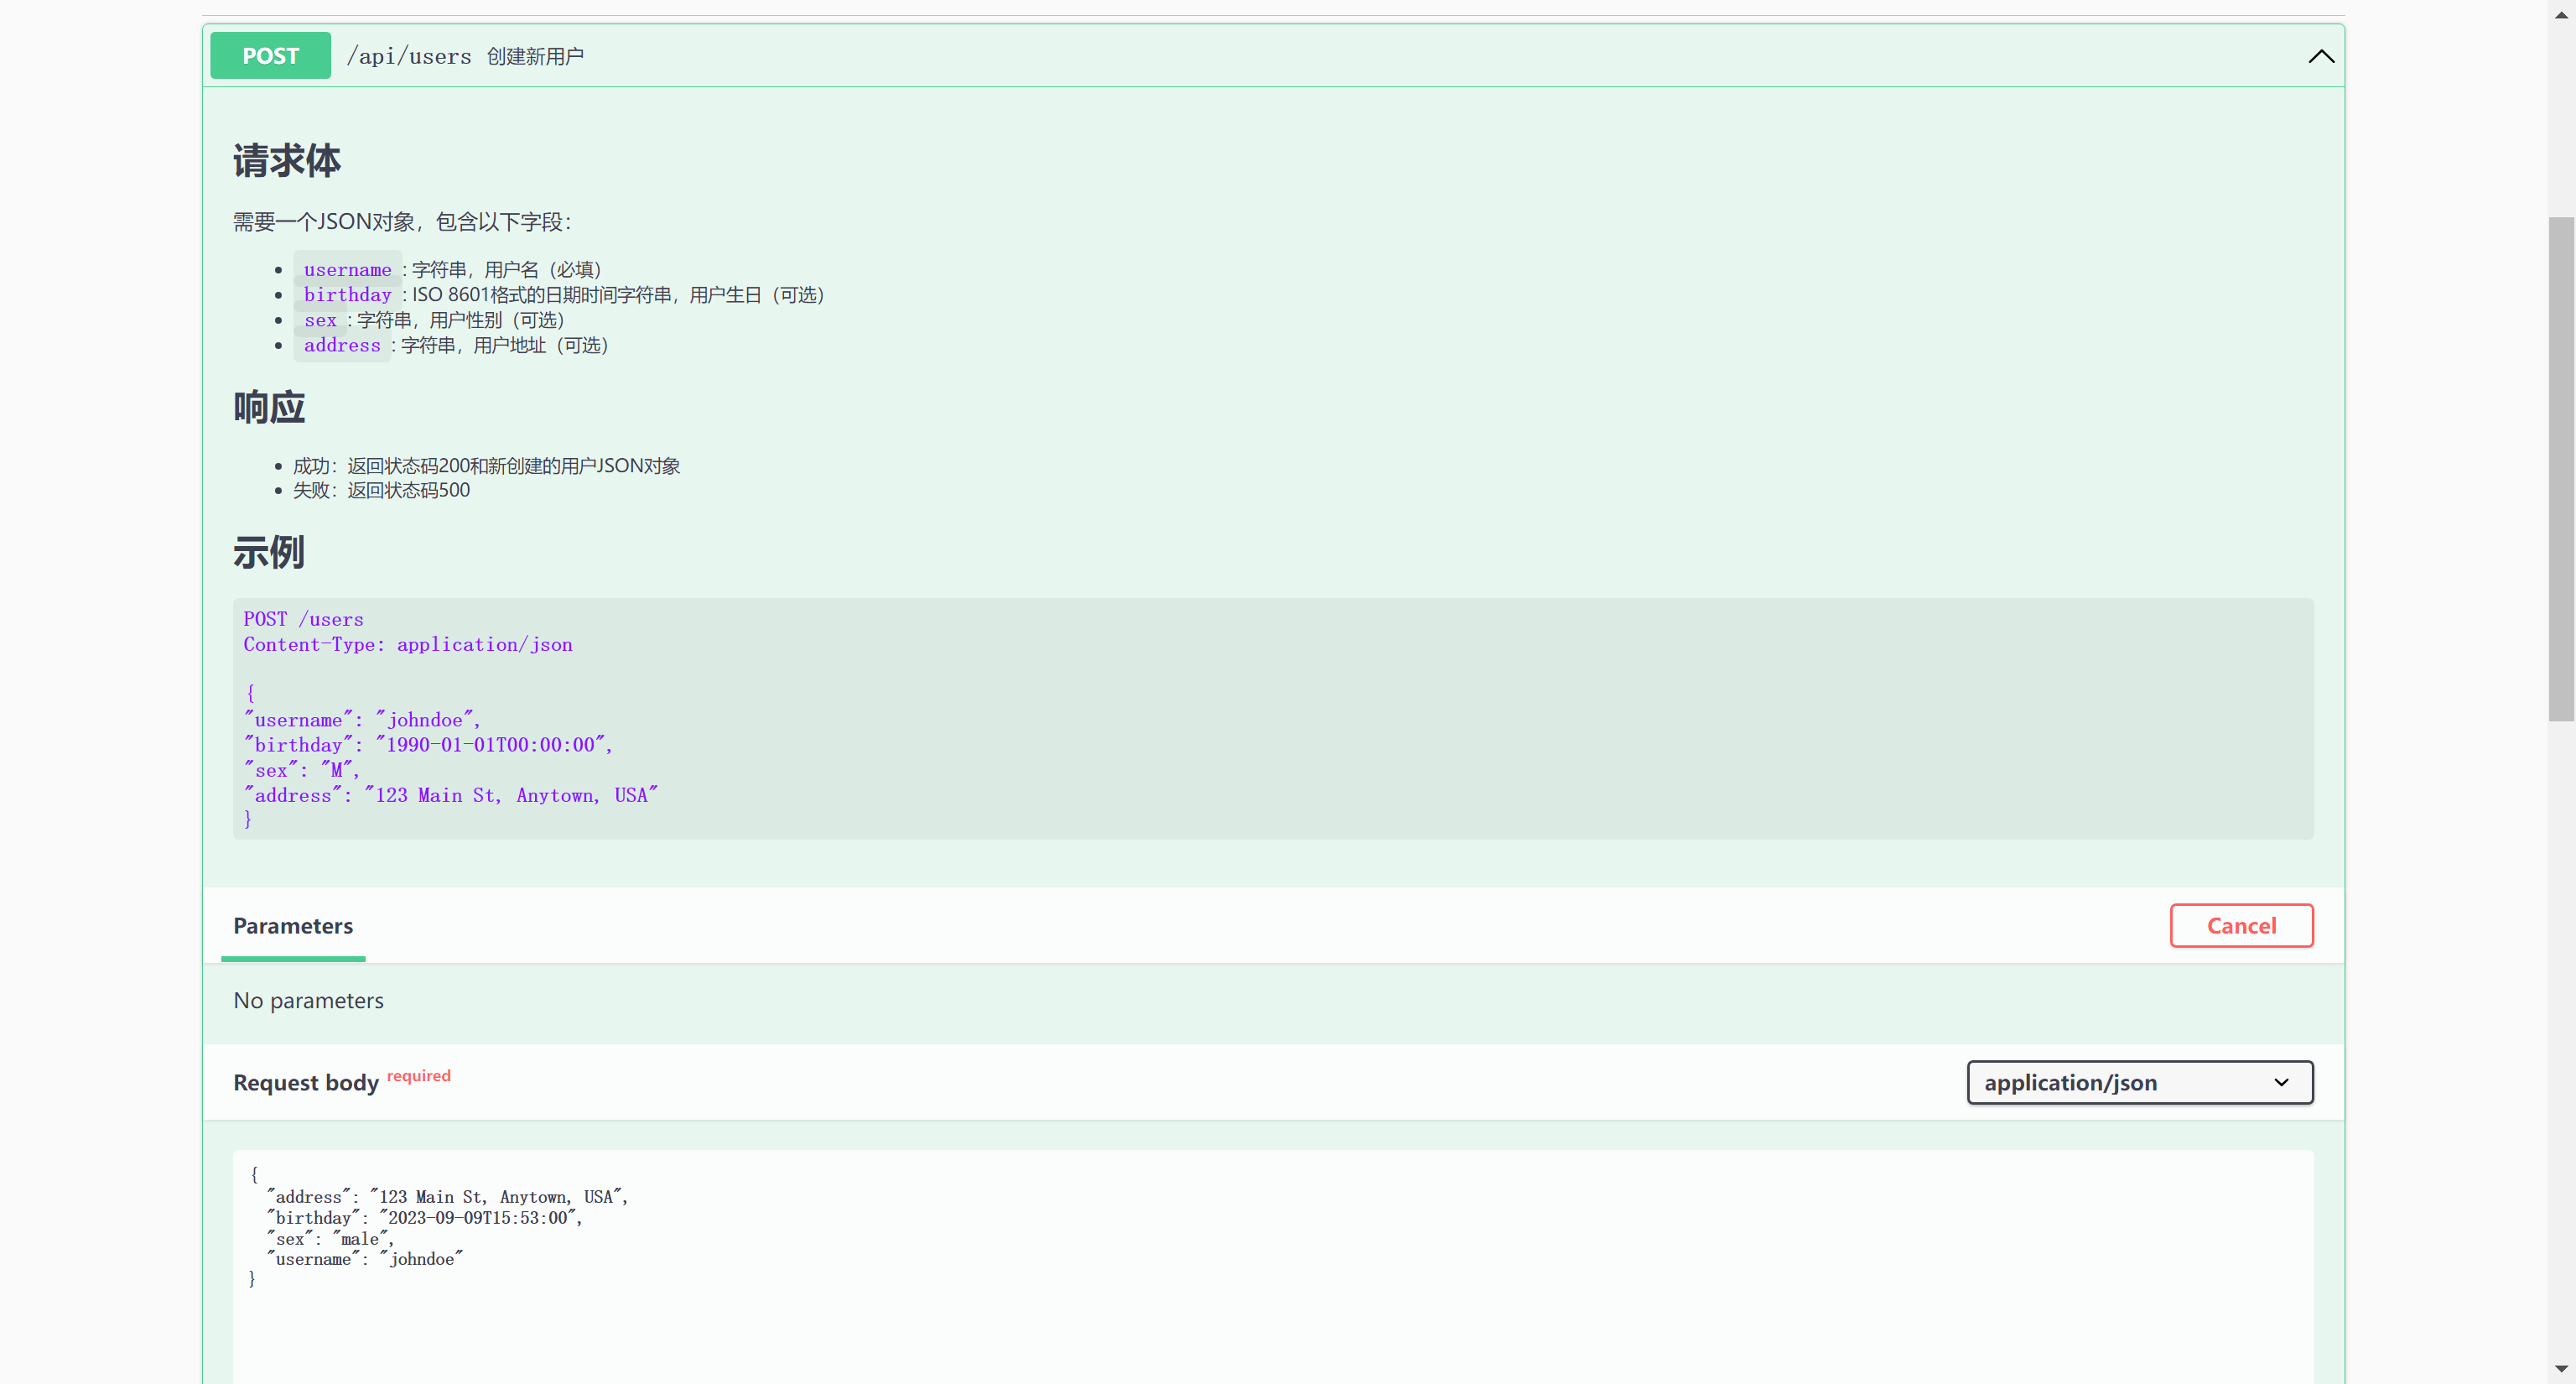 POST /api/users 创建新用户
请求体
需要一个JSON对象，包含以下字段：
username : 字符串，用户名（必填）
birthday : ISO 8601格式的日期时间字符串，用户生日（可选）
sex : 字符串，用户性别（可选）
address : 字符串，用户地址（可选）
响应
成功：返回状态码200和新创建的用户JSON对象
失败：返回状态码500
示例
POST /users
Content-Type: application/json
{
"username": "johndoe",
"birthday": "1990-01-01T00:00:00",
"sex": "M",
"address": "123 Main St, Anytown, USA"
}
Parameters
Cancel
No parameters
Request body required
application/json
{
"address": "123 Main St, Anytown, USA",
"birthday": "2023-09-09T15:53:00",
"sex": "male",
"username": "johndoe"
}